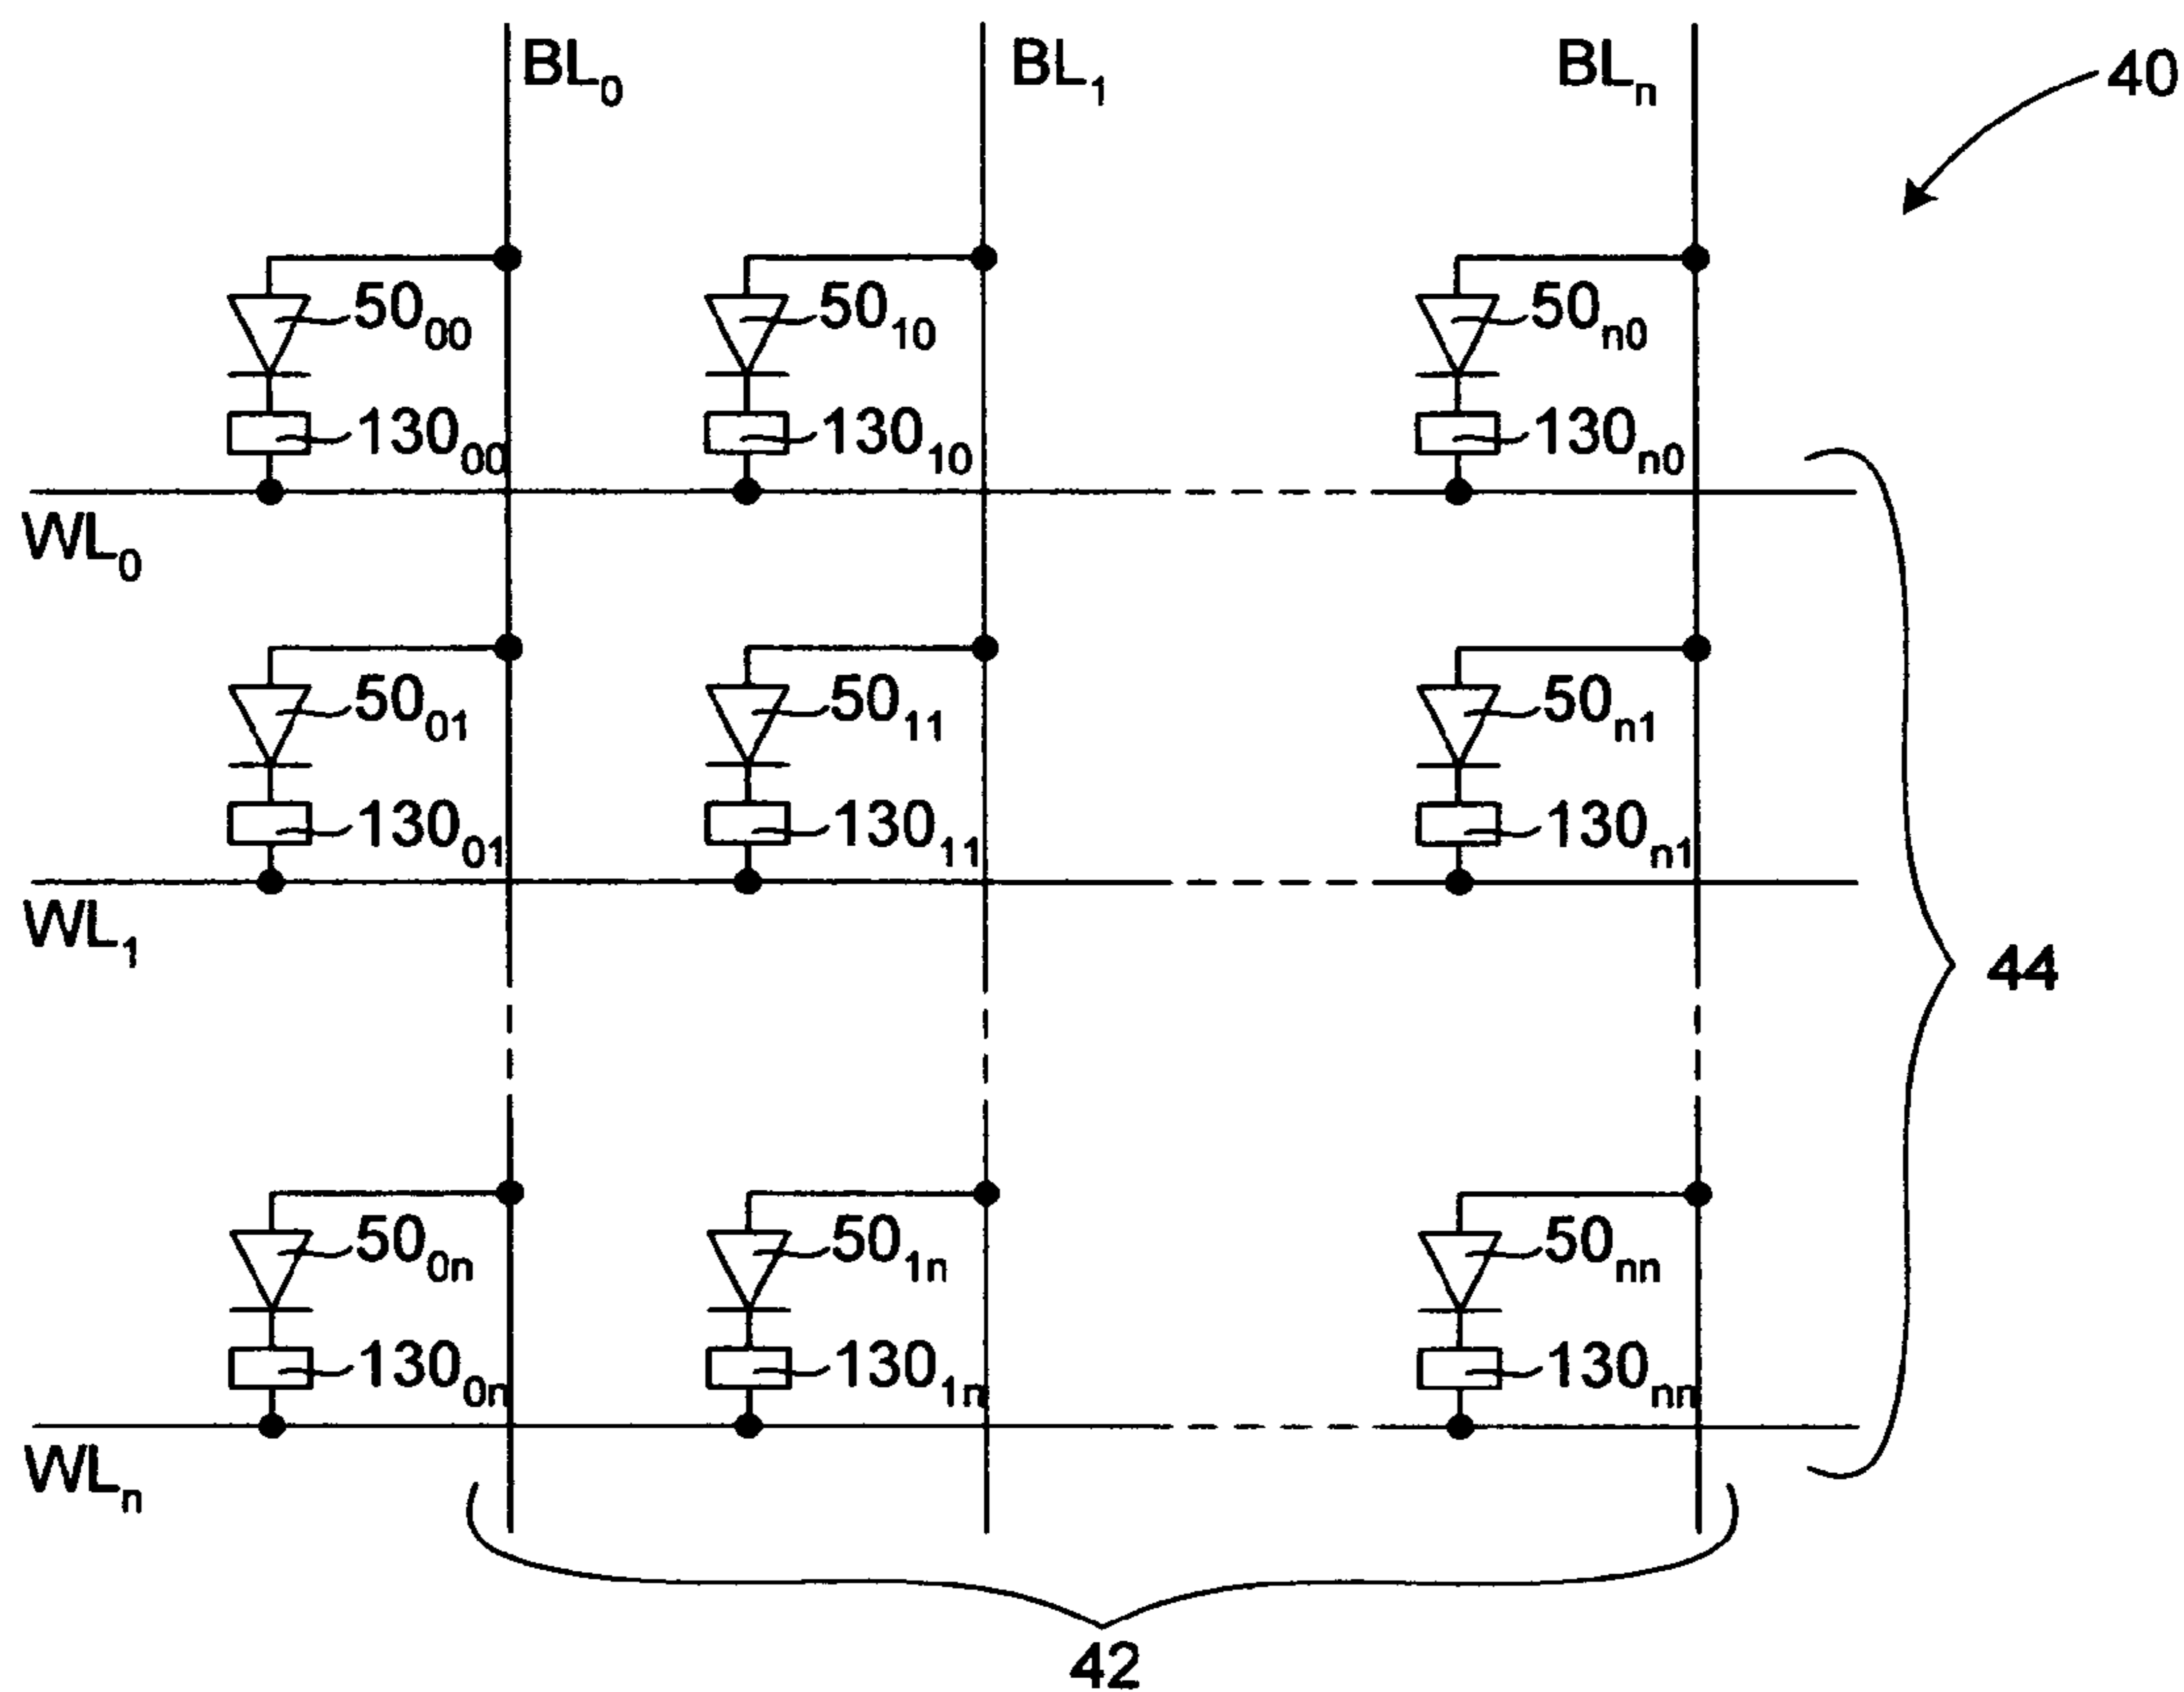 BL₀ BL₁ BLₙ 40
50₀₀ 50₁₀ 50ₙ₀
130₀₀ 130₁₀ 130ₙ₀
WL₀
50₀₁ 50₁₁ 50ₙ₁
130₀₁ 130₁₁ 130ₙ₁
WL₁
44
50₀ₙ 50₁ₙ 50ₙₙ
130₀ₙ 130₁ₙ 130ₙₙ
WLₙ
42